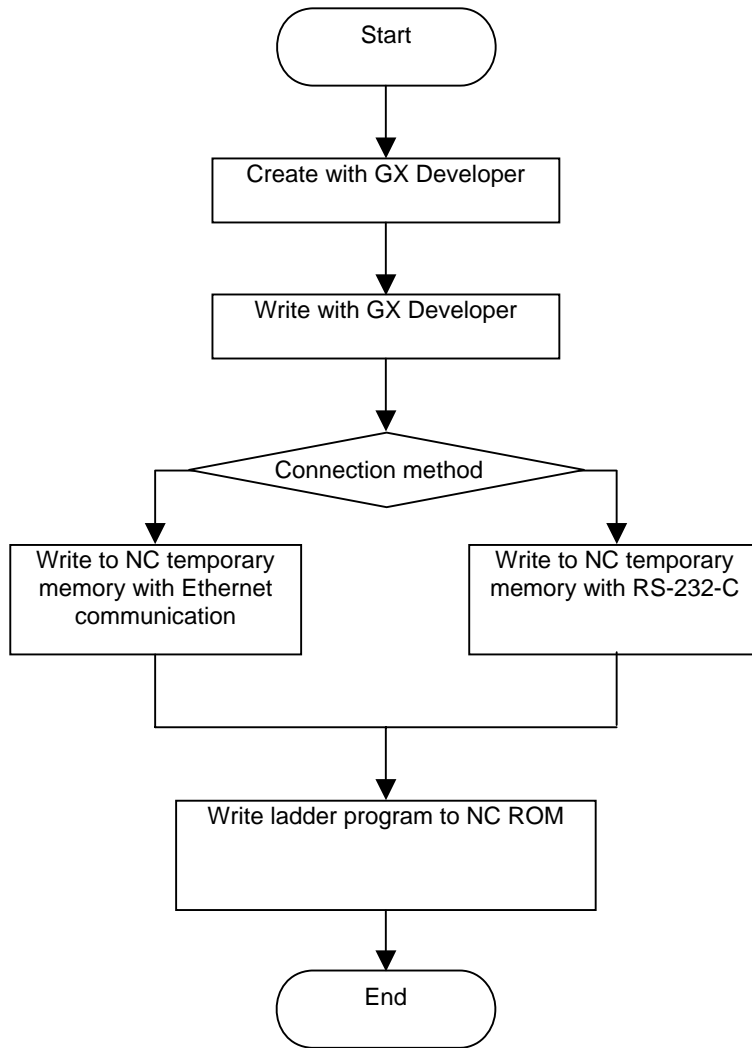 Start
Create with GX Developer
Write with GX Developer
Connection method
Write to NC temporary
memory with Ethernet
communication
Write to NC temporary
memory with RS-232-C
Write ladder program to NC ROM
End